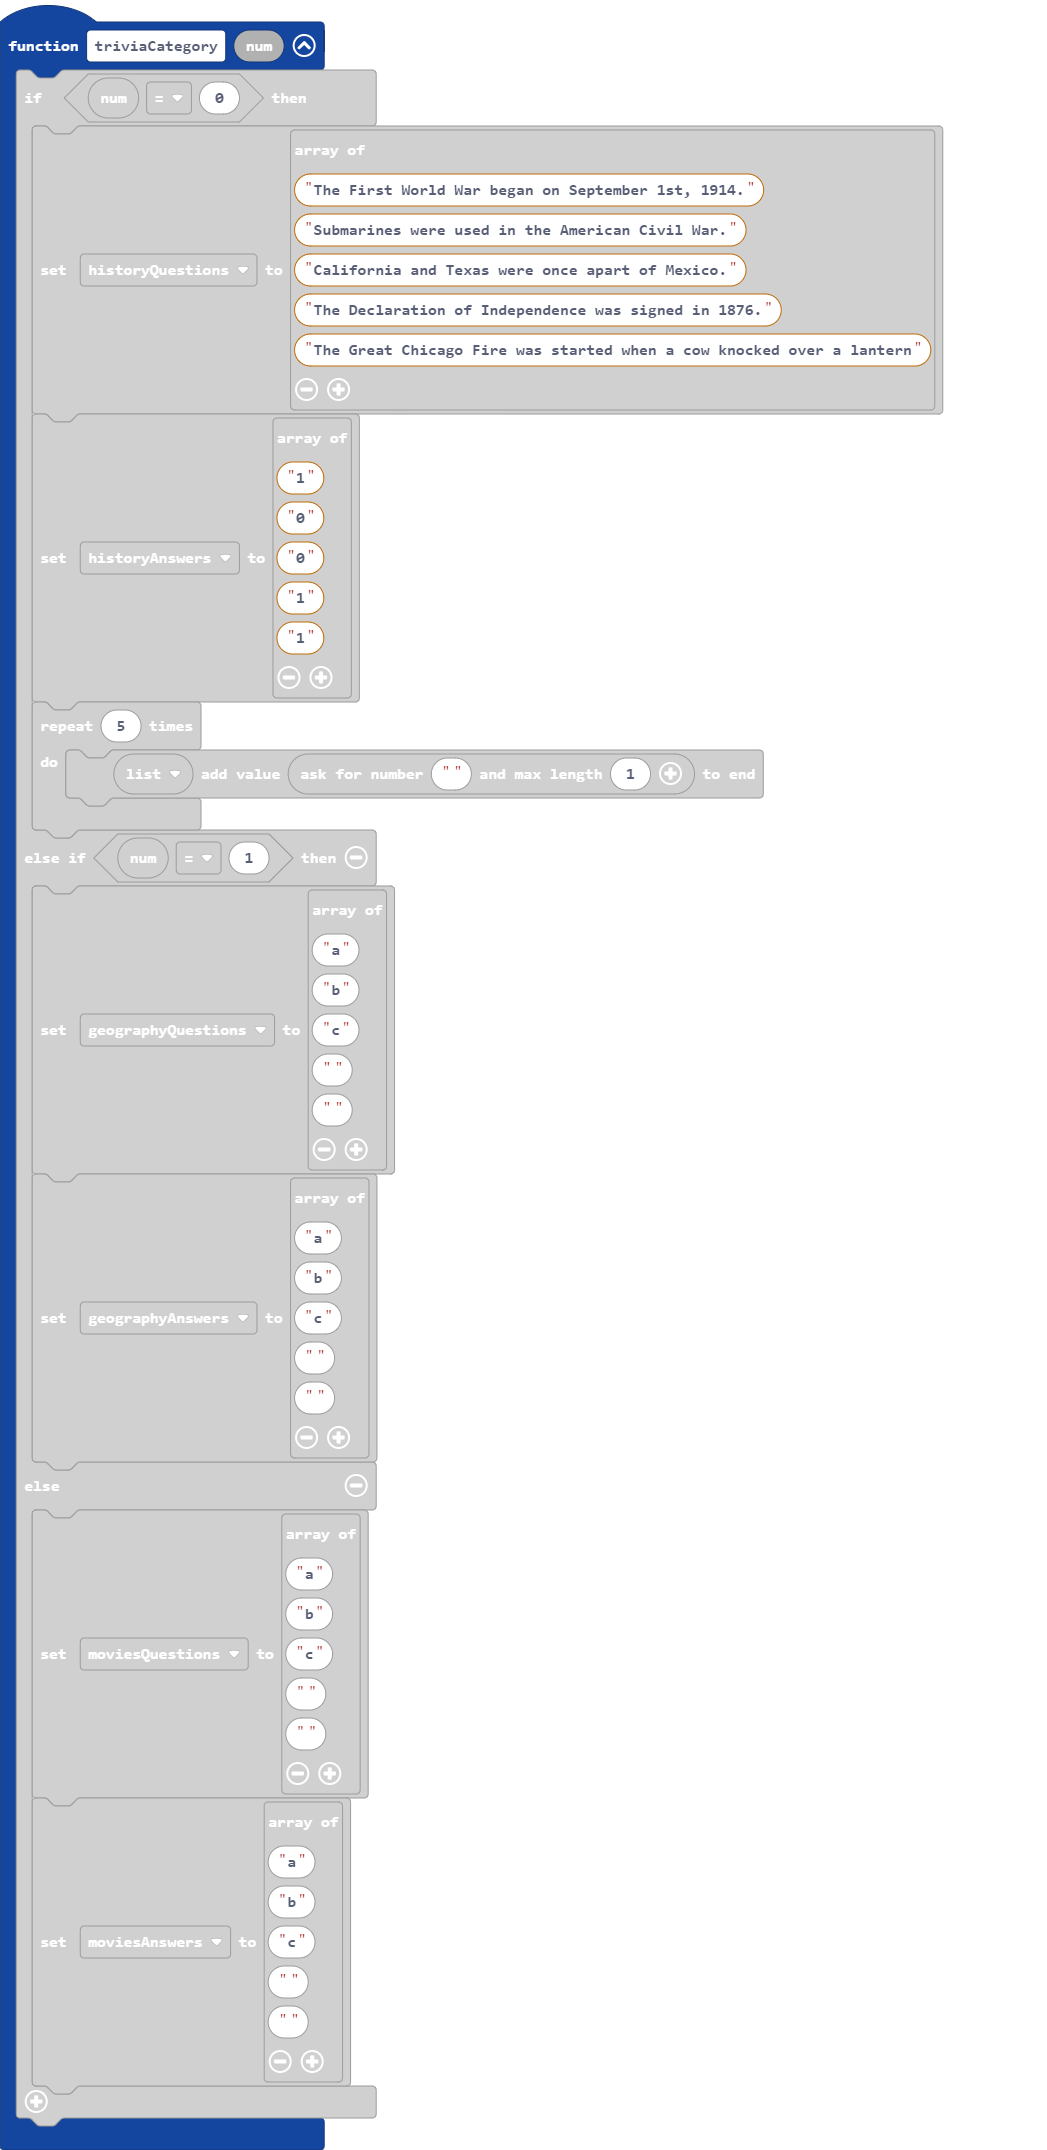 function triviaCategory num
if num = 0 then
array of
"The First World War began on September 1st, 1914."
"Submarines were used in the American Civil War."
set historyQuestions to "California and Texas were once apart of Mexico."
"The Declaration of Independence was signed in 1876."
"The Great Chicago Fire was started when a cow knocked over a lantern"
array of
"1"
"0"
set historyAnswers to "0"
"1"
"1"
repeat 5 times
do list add value ask for number "" and max length 1 to end
else if num = 1 then
array of
"a"
"b"
set geographyQuestions to "c"
""
""
array of
"a"
"b"
set geographyAnswers to "c"
""
""
else
array of
"a"
"b"
set moviesQuestions to "c"
""
""
array of
"a"
"b"
set moviesAnswers to "c"
""
""